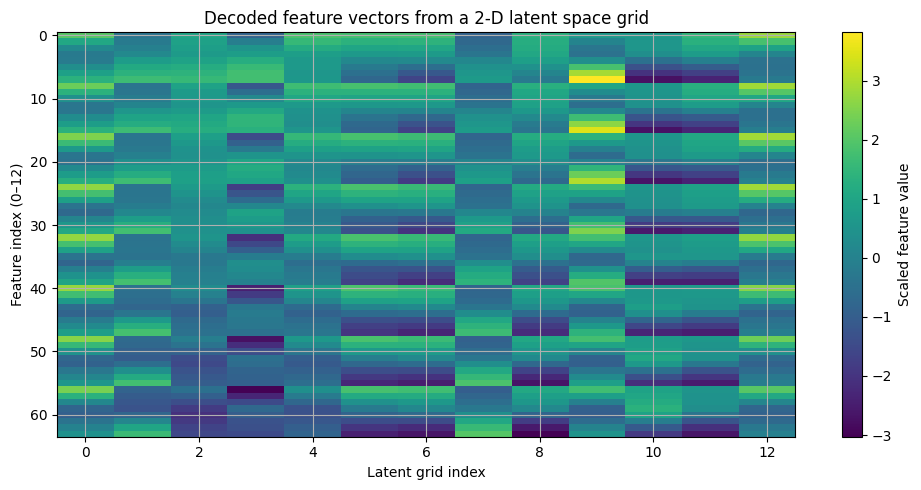 Decoded feature vectors from a 2-D latent space grid
Feature index (0–12)
0
10
20
30
40
50
60
0 2 4 6 8 10 12
Latent grid index
3
2
1
0
−1
−2
−3
Scaled feature value